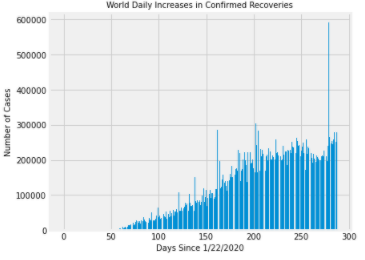 World Daily Increases in Confirmed Recoveries
600000
500000
400000
300000
200000
100000
0
Number of Cases
0 50 100 150 200 250 300
Days Since 1/22/2020